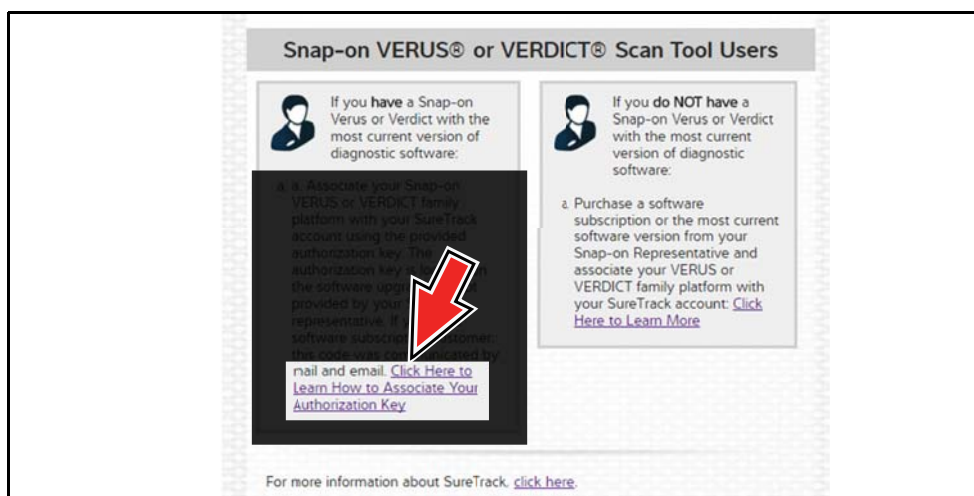 Snap-on VERUS® or VERDICT® Scan Tool Users
If you have a Snap-on
Verus or Verdict with the
most current version of
diagnostic software:
a. a. Associate your Snap-on
VERUS or VERDICT family
platform with your SureTrack
account using the provided
authorization key. The
authorization key is
the software
provided by your
representative. If
software
this code was communicated by
mail and email. Click Here to
Learn How to Associate Your
Authorization Key
If you do NOT have a
Snap-on Verus or Verdict
with the most current
version of diagnostic
software:
a Purchase a software
subscription or the most current
software version from your
Snap-on Representative and
associate your VERUS or
VERDICT family platform with
your SureTrack account: Click
Here to Learn More
For more information about SureTrack, click here.